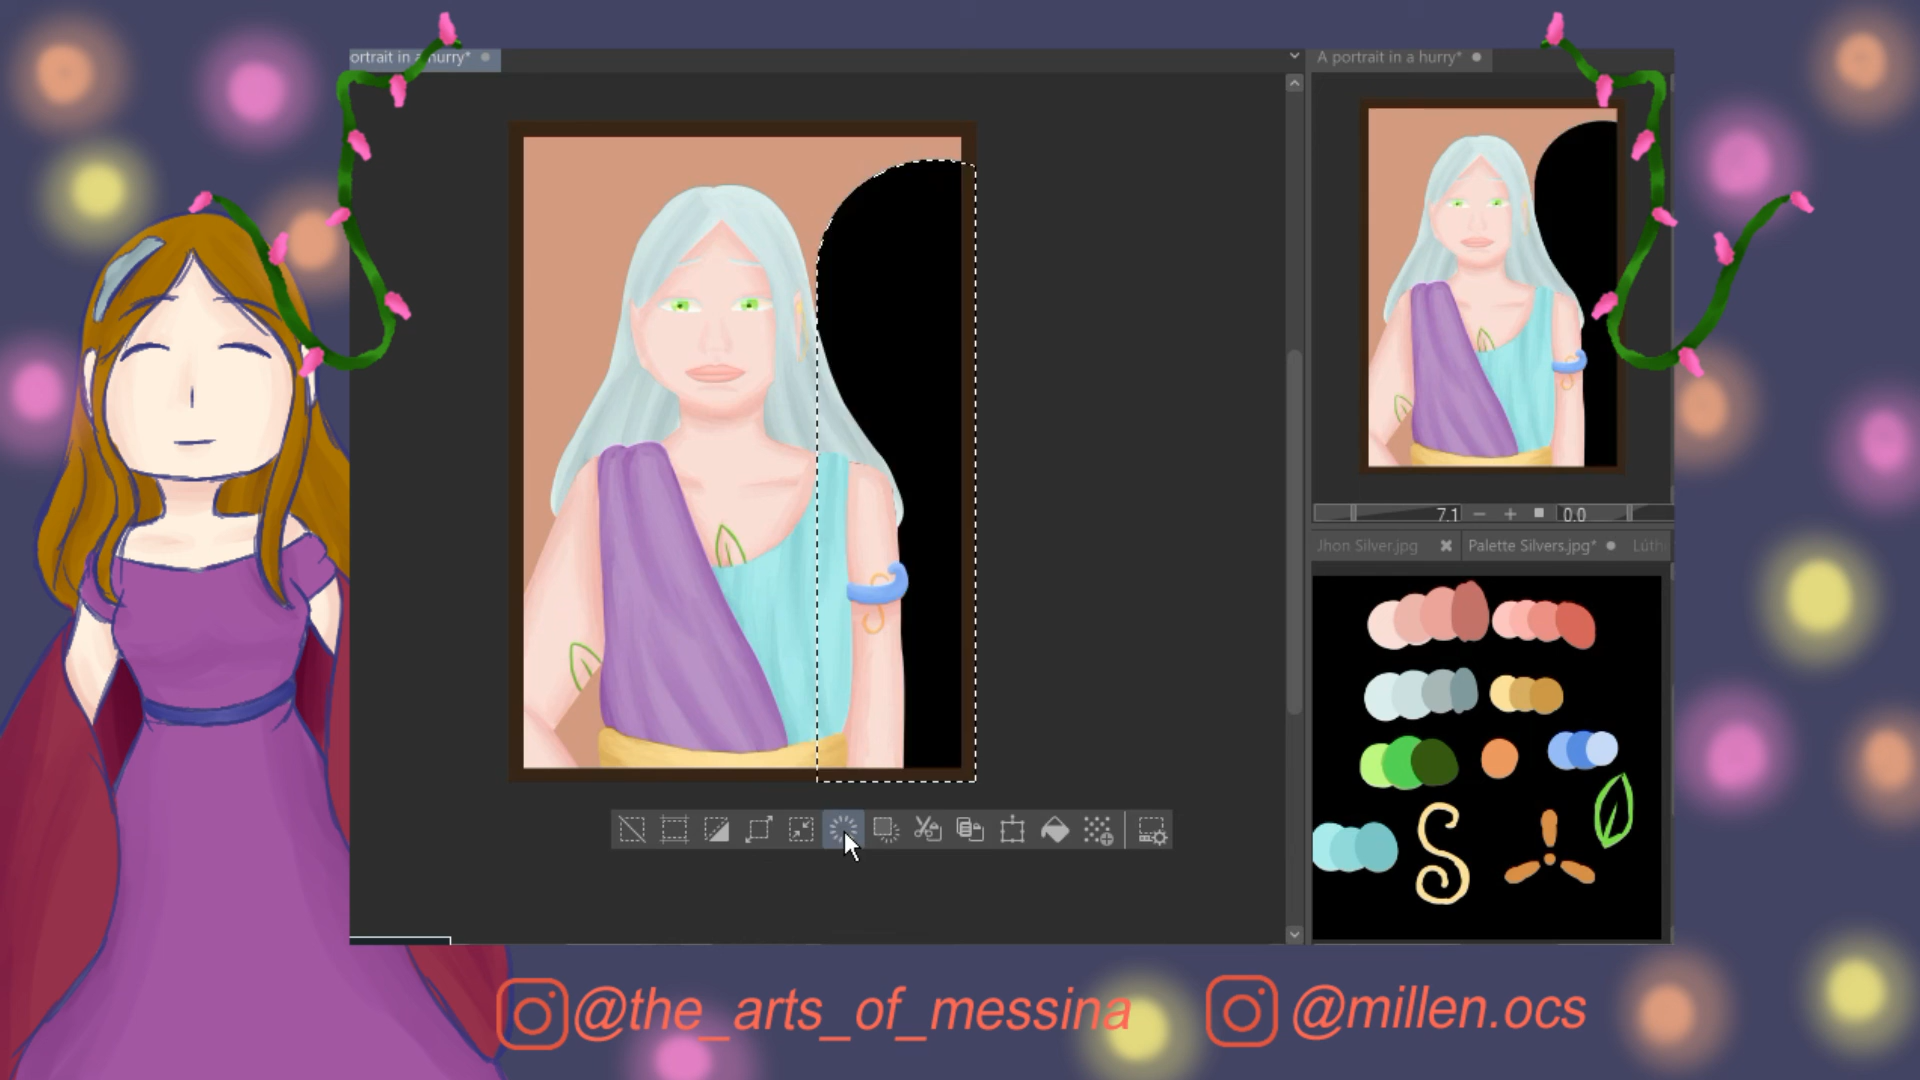 ortrait in a hurry*
A portrait in a hurry*
7.1
0.0
Jhon Silver.jpg
Palette Silvers.jpg*
Lúth
@the_arts_of_messina
@millen.ocs